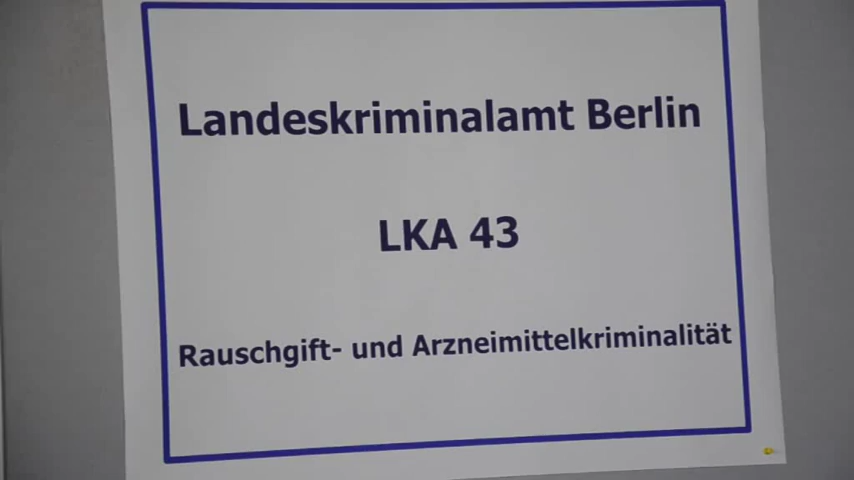 Landeskriminalamt Berlin
LKA 43
Rauschgift- und Arzneimittelkriminalität